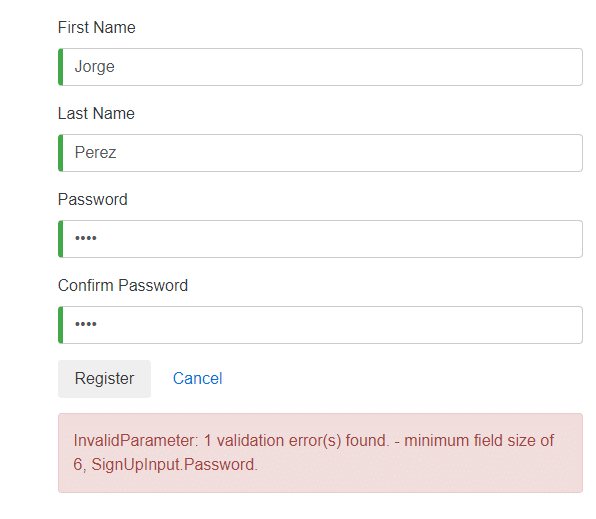 First Name
Jorge
Last Name
Perez
Password
••••
Confirm Password
••••
Register Cancel
InvalidParameter: 1 validation error(s) found. - minimum field size of
6, SignUpInput.Password.